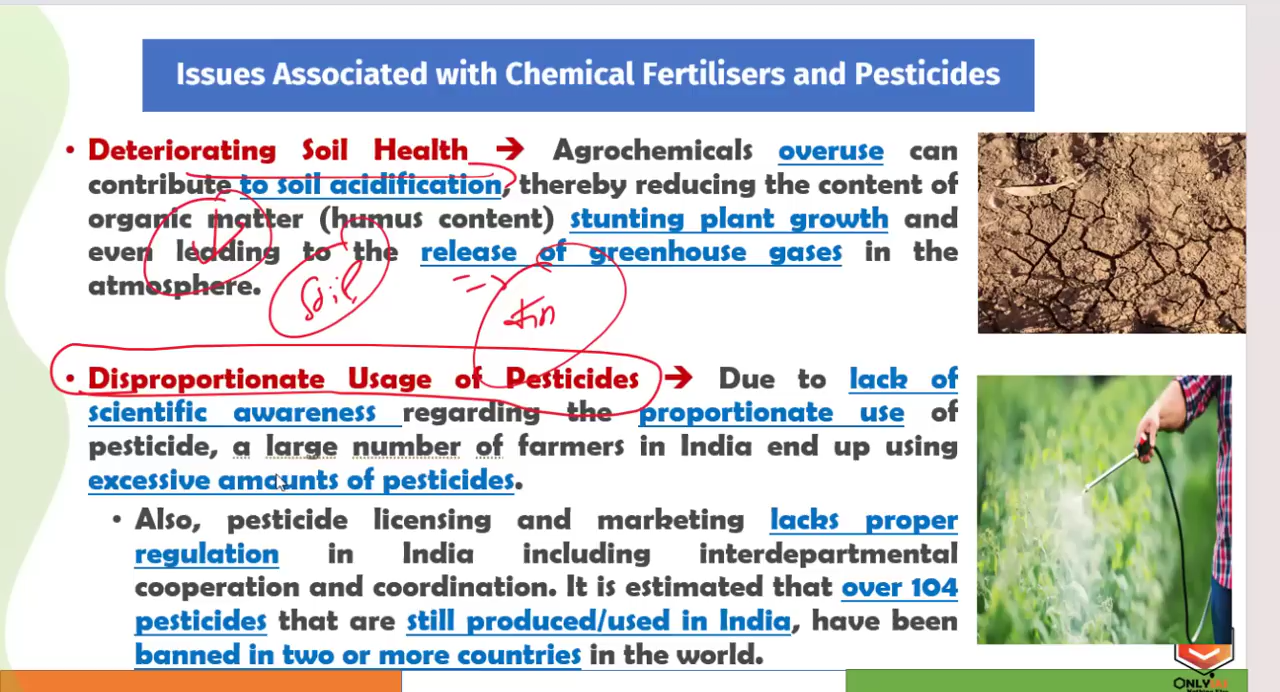 Issues Associated with Chemical Fertilisers and Pesticides
• Deteriorating Soil Health → Agrochemicals overuse can
contribute to soil acidification, thereby reducing the content of
organic matter (humus content) stunting plant growth and
even leading to the release of greenhouse gases in the
atmosphere.
Soil
• Disproportionate Usage of Pesticides → Due to lack of
scientific awareness regarding the proportionate use of
pesticide, a large number of farmers in India end up using
excessive amounts of pesticides.
• Also, pesticide licensing and marketing lacks proper
regulation in India including interdepartmental
cooperation and coordination. It is estimated that over 104
pesticides that are still produced/used in India, have been
banned in two or more countries in the world.